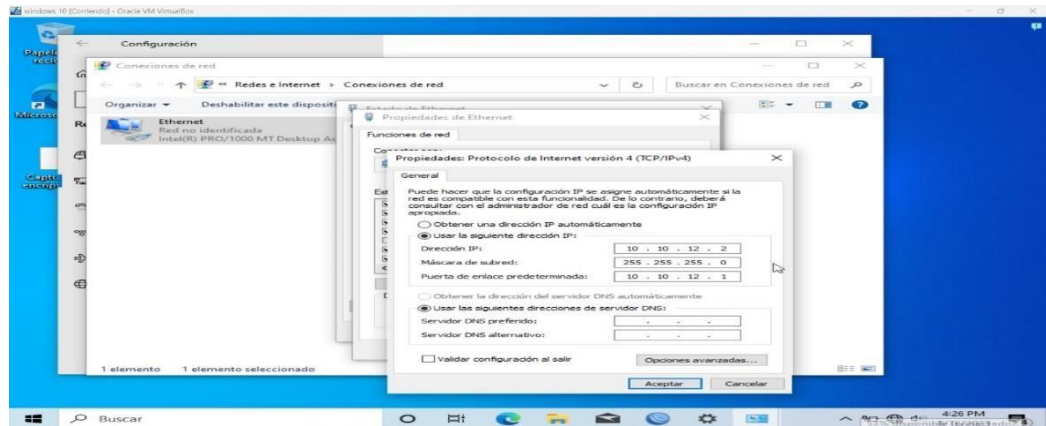 windows 10 [Corriendo] - Oracle VM VirtualBox
Configuración
Conexiones de red
Redes e Internet > Conexiones de red
Buscar en Conexiones de red
Organizar
Deshabilitar este dispositi
Ethernet
Red no identificada
Intel(R) PRO/1000 MT Desktop Ad
Estado de Ethernet
Propiedades de Ethernet
Funciones de red
Propiedades: Protocolo de Internet versión 4 (TCP/IPv4)
General
Puede hacer que la configuración IP se asigne automáticamente si la
red es compatible con esta funcionalidad. De lo contrario, deberá
consultar con el administrador de red cuál es la configuración IP
apropiada.
Obtener una dirección IP automáticamente
Usar la siguiente dirección IP:
Dirección IP: 10 . 10 . 12 . 2
Máscara de subred: 255 . 255 . 255 . 0
Puerta de enlace predeterminada: 10 . 10 . 12 . 1
Obtener la dirección del servidor DNS automáticamente
Usar las siguientes direcciones de servidor DNS:
Servidor DNS preferido: . . .
Servidor DNS alternativo: . . .
Validar configuración al salir
Opciones avanzadas...
Aceptar Cancelar
1 elemento 1 elemento seleccionado
Buscar
4:26 PM